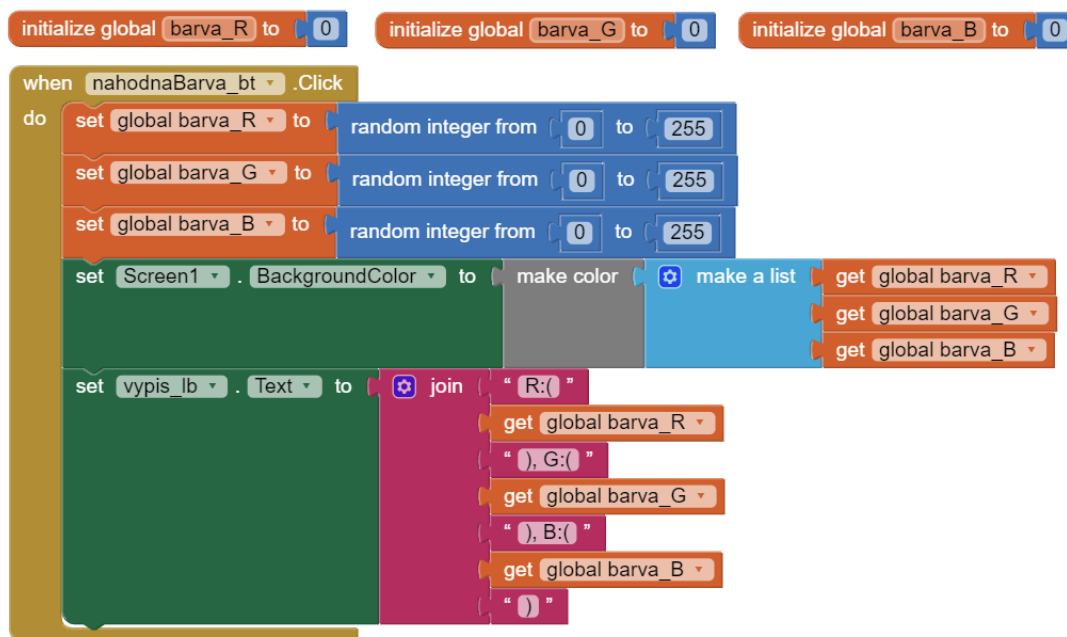 initialize global barva_R to 0
initialize global barva_G to 0
initialize global barva_B to 0
when nahodnaBarva_bt .Click
do set global barva_R to random integer from 0 to 255
set global barva_G to random integer from 0 to 255
set global barva_B to random integer from 0 to 255
set Screen1 . BackgroundColor to make color make a list get global barva_R
get global barva_G
get global barva_B
set vypis_lb . Text to join “ R:( ”
get global barva_R
“ ), G:( ”
get global barva_G
“ ), B:( ”
get global barva_B
“ ) ”